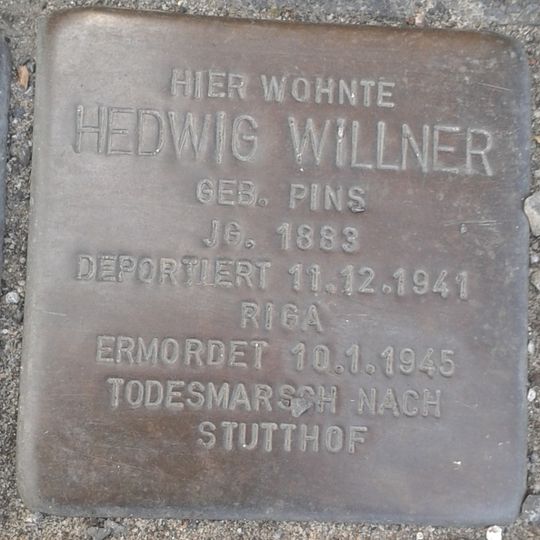 HIER WOHNTE
HEDWIG WILLNER
GEB. PINS
JG. 1883
DEPORTIERT 11.12.1941
RIGA
ERMORDET 10.1.1945
TODESMARSCH NACH
STUTTHOF